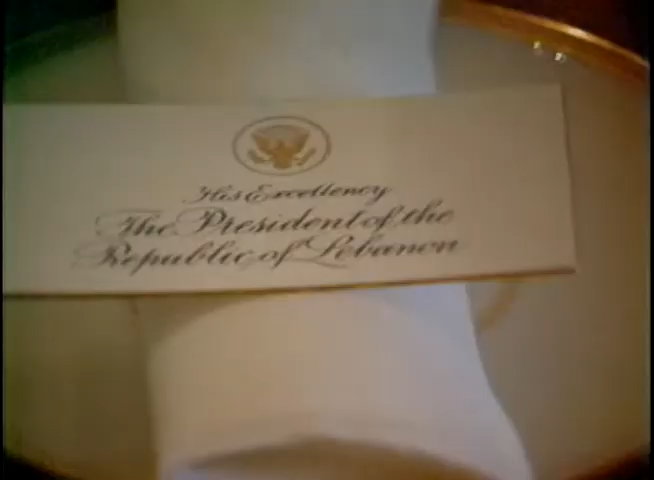 His Excellency
The President of the
Republic of Lebanon